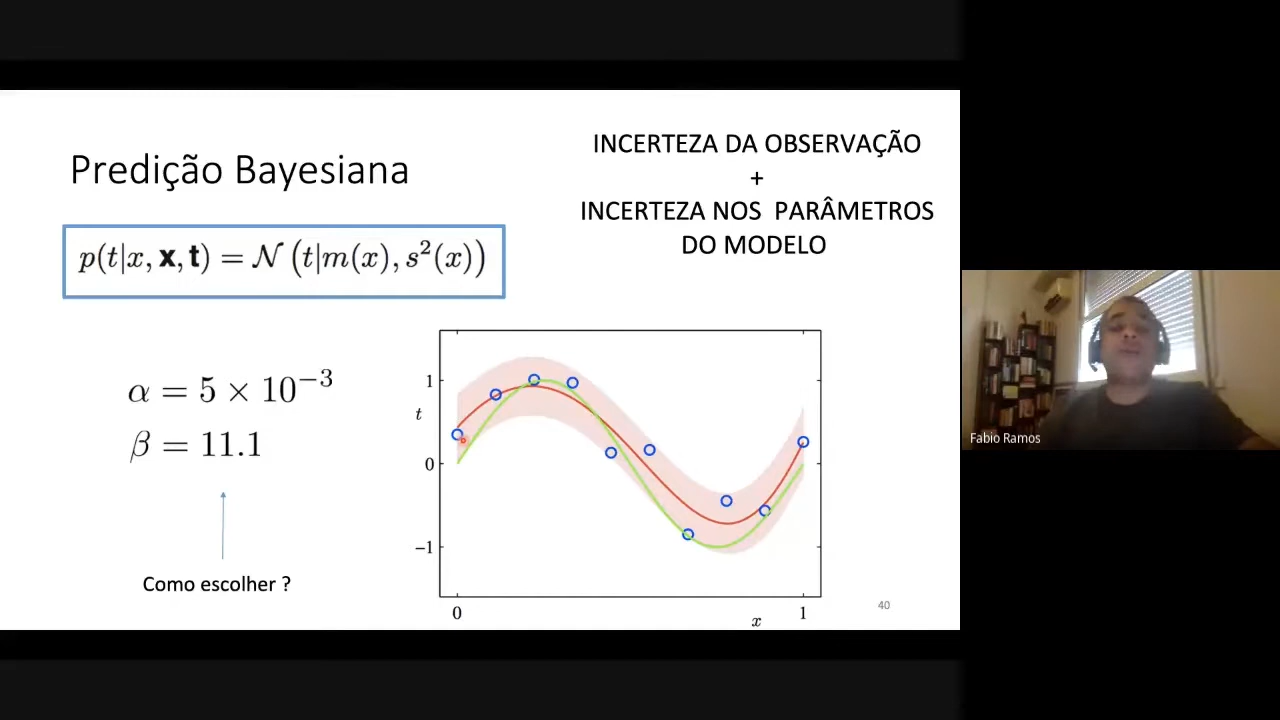 Predição Bayesiana
INCERTEZA DA OBSERVAÇÃO
+
INCERTEZA NOS PARÂMETROS
DO MODELO
p(t|x, x, t) = N (t|m(x), s²(x))
α = 5 × 10⁻³
β = 11.1
Como escolher ?
1
t
0
−1
0
x
1
40
Fabio Ramos